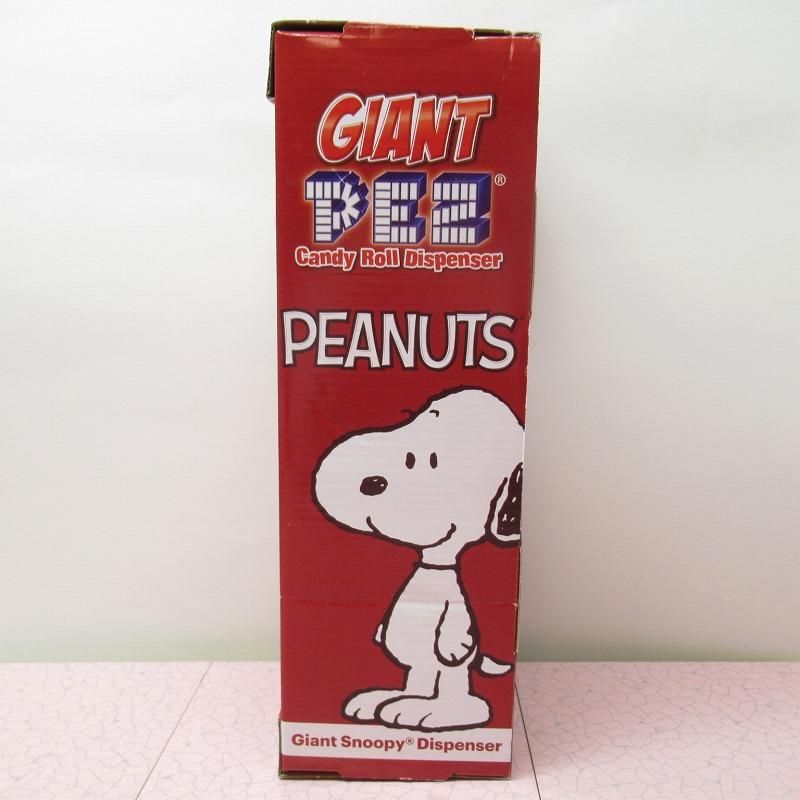 GIANT
PEZ®
Candy Roll Dispenser
PEANUTS
Giant Snoopy® Dispenser